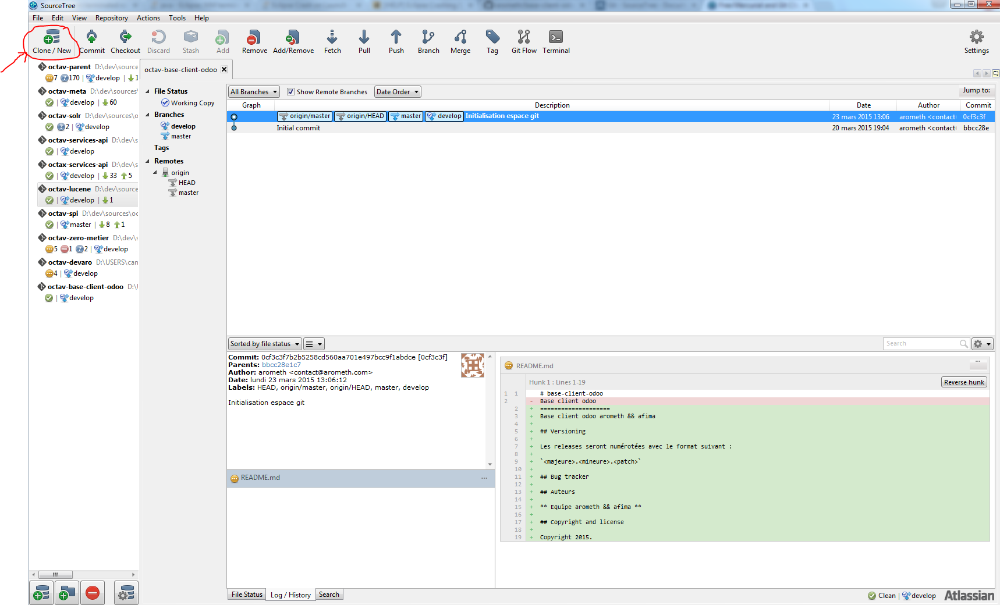 SourceTree
File Edit View Repository Actions Tools Help
Clone / New Commit Checkout Discard Stash Add Remove Add/Remove Fetch Pull Push Branch Merge Tag Git Flow Terminal Settings
octav-parent D:\dev\source
7 170 | develop | 1
octav-meta D:\dev\sources\
| develop | 60
octav-solr D:\dev\sources\o
2 | develop
octav-services-api D:\dev\s
| develop
octax-services-api D:\dev\s
| develop | 33 5
octav-lucene D:\dev\source
| develop | 1
octav-spi D:\dev\sources\oc
| master | 8 1
octav-zero-metier D:\dev\s
5 1 2 | develop
octav-devaro D:\USERS\can
4 | develop
octav-base-client-odoo D:\
| develop
octav-base-client-odoo
File Status
Working Copy
Branches
develop
master
Tags
Remotes
origin
HEAD
master
All Branches Show Remote Branches Date Order Jump to:
Graph Description Date Author Commit
origin/master origin/HEAD master develop Initialisation espace git 23 mars 2015 13:06 arometh <contact 0cf3c3f
Initial commit 20 mars 2015 19:04 arometh <contact bbcc28e
Sorted by file status Search
Commit: 0cf3c3f7b2b5258cd560aa701e497bcc9f1abdce [0cf3c3f]
Parents: bbcc28e1c7
Author: arometh <contact@arometh.com>
Date: lundi 23 mars 2015 13:06:12
Labels: HEAD, origin/master, origin/HEAD, master, develop
Initialisation espace git
README.md ...
README.md ...
Hunk 1 : Lines 1-19 Reverse hunk
1 1 # base-client-odoo
2 - Base client odoo
2 + ====================
3 + Base client odoo arometh && afima
4 +
5 + ## Versioning
6 +
7 + Les releases seront numérotées avec le format suivant :
8 +
9 + `<majeure>.<mineure>.<patch>`
10 +
11 + ## Bug tracker
12 +
13 + ## Auteurs
14 +
15 + ** Equipe arometh && afima **
16 +
17 + ## Copyright and license
18 +
19 + Copyright 2015.
File Status Log / History Search
Clean | develop Atlassian